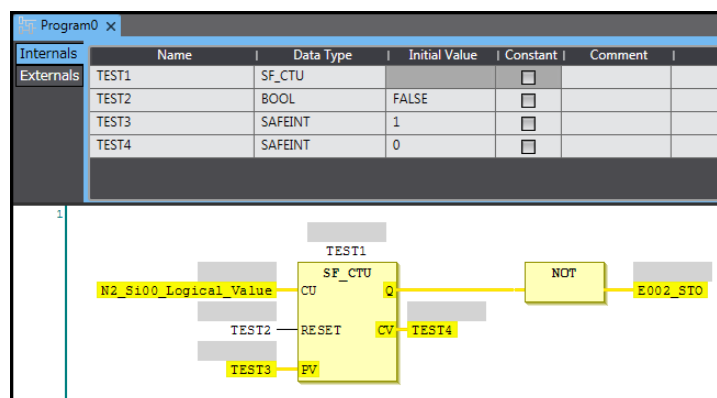 Program0 ×
Internals Name Data Type Initial Value Constant Comment
Externals TEST1 SF_CTU
TEST2 BOOL FALSE
TEST3 SAFEINT 1
TEST4 SAFEINT 0
1
TEST1
SF_CTU NOT
N2_Si00_Logical_Value CU Q E002_STO
TEST2 RESET CV TEST4
TEST3 PV